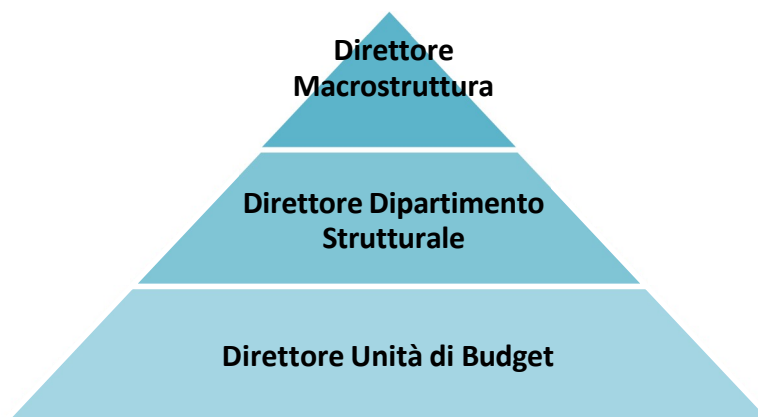 Direttore
Macrostruttura
Direttore Dipartimento
Strutturale
Direttore Unità di Budget